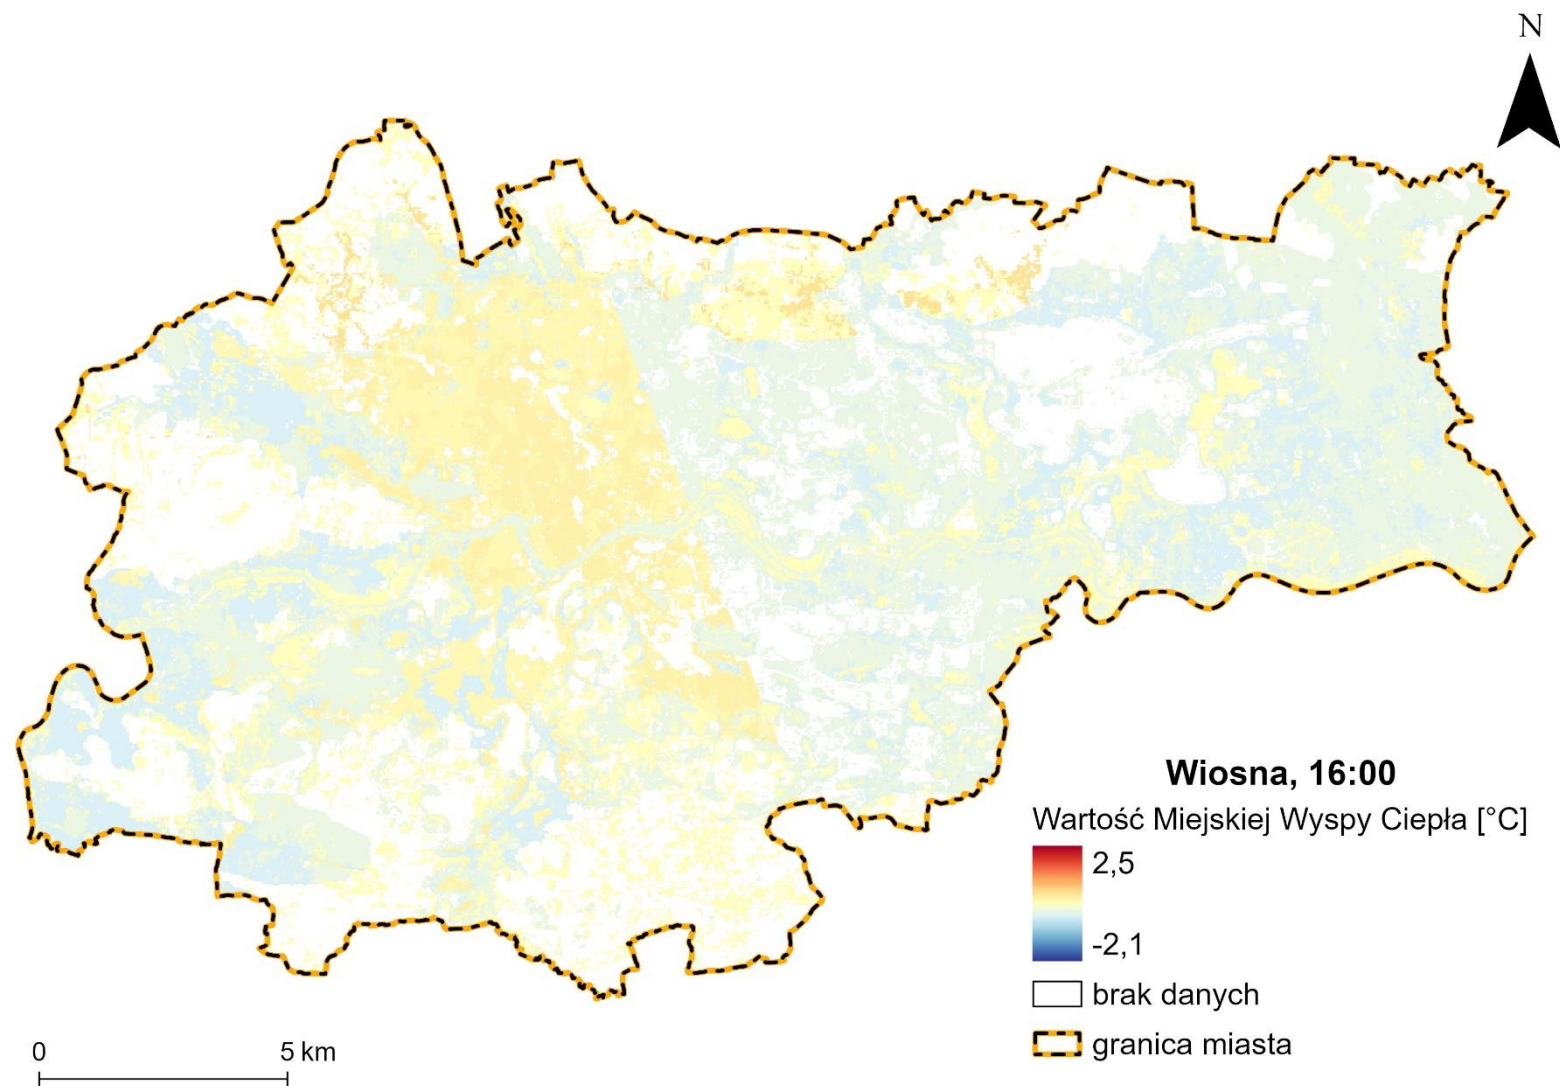 N
Wiosna, 16:00
Wartość Miejskiej Wyspy Ciepła [°C]
2,5
-2,1
brak danych
granica miasta
0 5 km